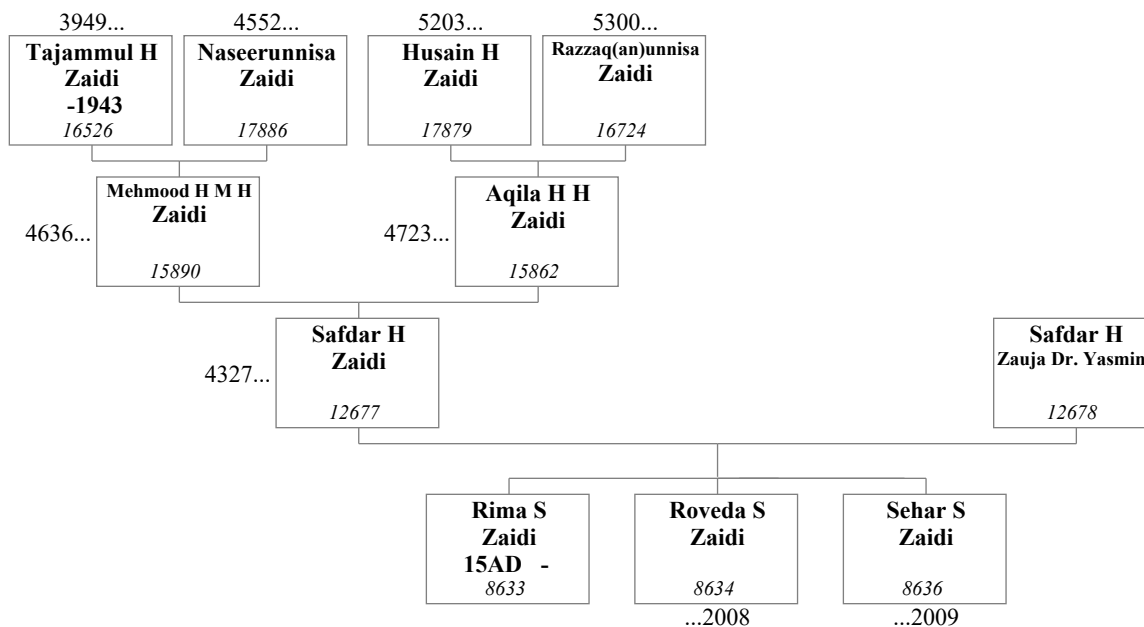 3949...
4552...
5203...
5300...
Tajammul H
Zaidi
-1943
16526
Naseerunnisa
Zaidi
17886
Husain H
Zaidi
17879
Razzaq(an)unnisa
Zaidi
16724
4636...
Mehmood H M H
Zaidi
15890
4723...
Aqila H H
Zaidi
15862
4327...
Safdar H
Zaidi
12677
Safdar H
Zauja Dr. Yasmin
12678
Rima S
Zaidi
15AD -
8633
Roveda S
Zaidi
8634
...2008
Sehar S
Zaidi
8636
...2009